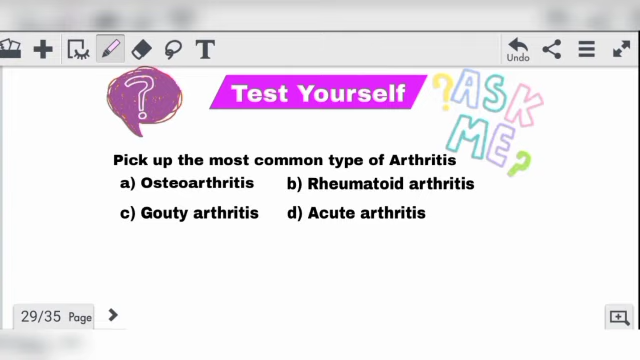 T
Undo
?
Test Yourself
?ASK
ME?
Pick up the most common type of Arthritis
a) Osteoarthritis b) Rheumatoid arthritis
c) Gouty arthritis d) Acute arthritis
29/35 Page